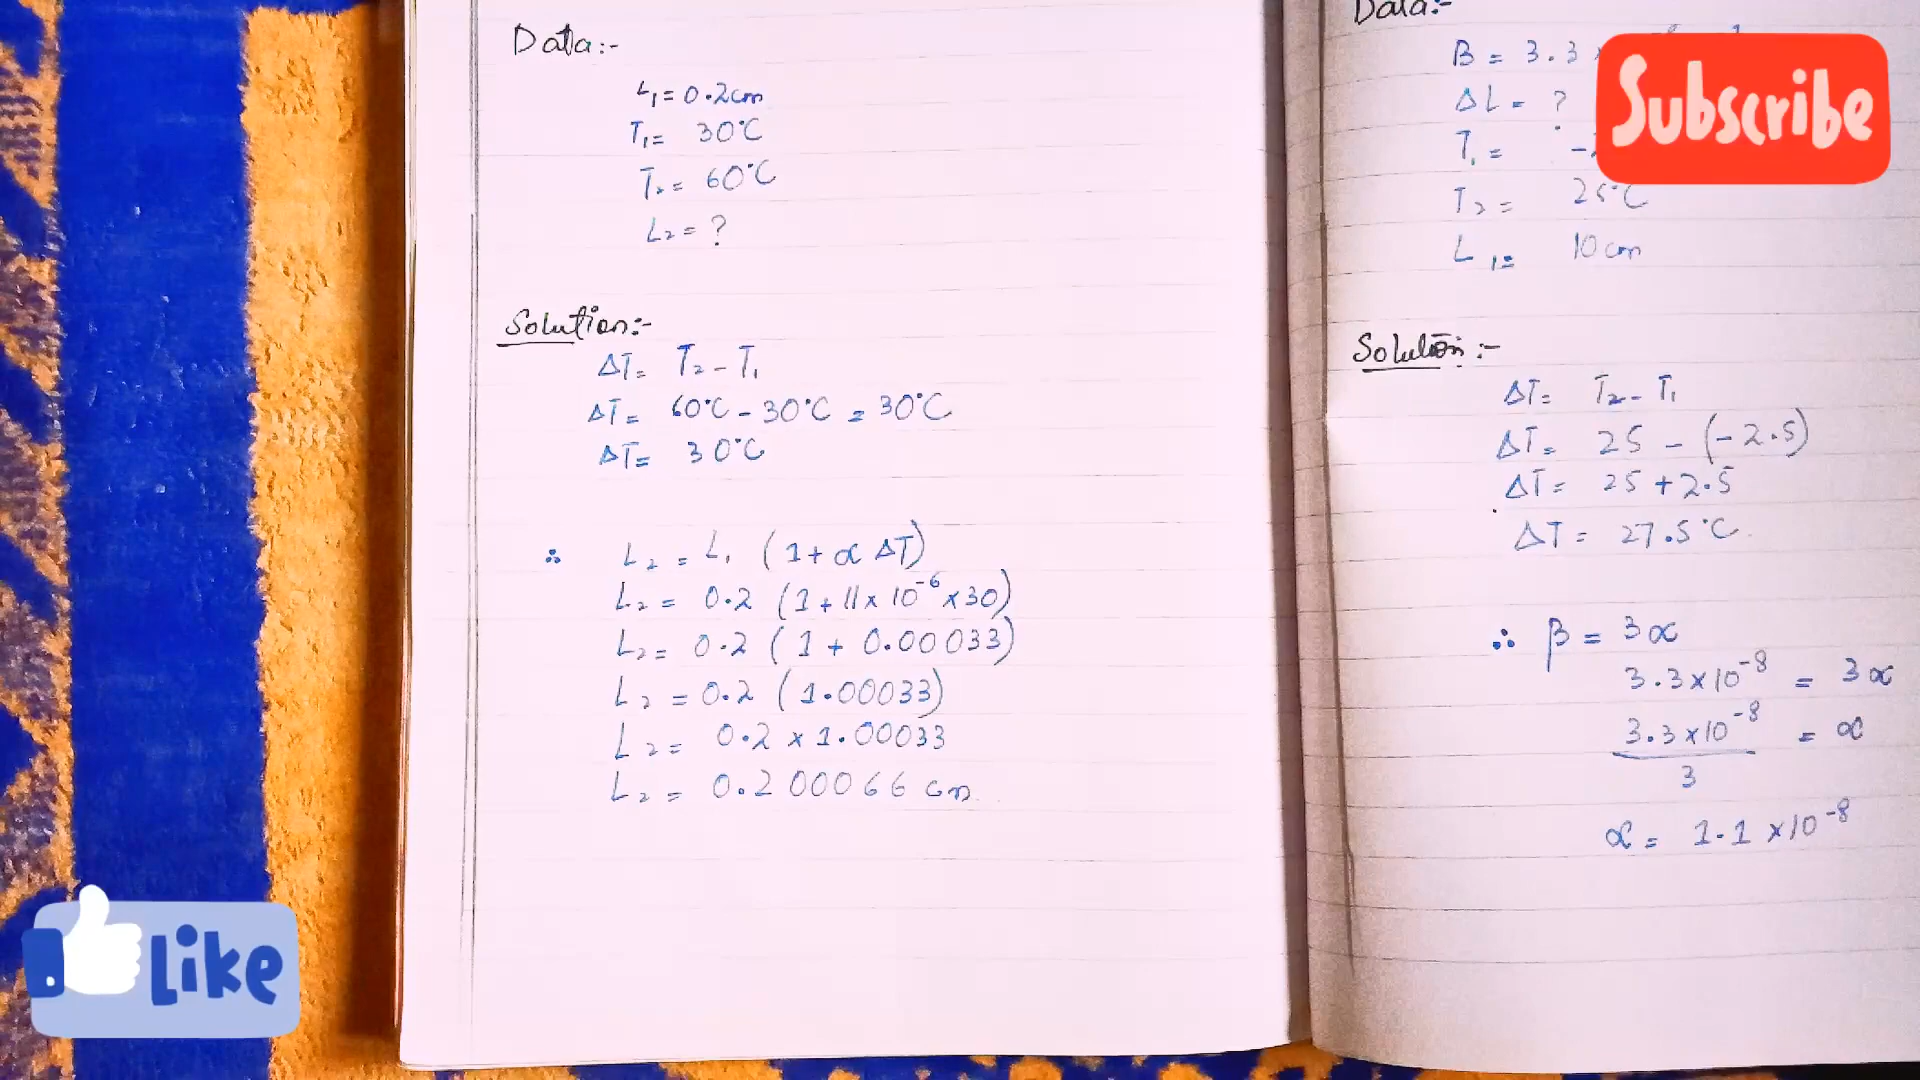 Data:-
L₁ = 0.2cm
T₁ = 30°C
T₂ = 60°C
L₂ = ?
Solution:-
ΔT = T₂ - T₁
ΔT = 60°C - 30°C = 30°C
ΔT = 30°C
∴ L₂ = L₁ (1 + α ΔT)
L₂ = 0.2 (1 + 11 × 10⁻⁶ × 30)
L₂ = 0.2 (1 + 0.00033)
L₂ = 0.2 (1.00033)
L₂ = 0.2 × 1.00033
L₂ = 0.200066 cm
Like
Data:-
B = 3.3
ΔL = ?
T₁ = -
T₂ = 25°C
L₁ = 10cm
Subscribe
Solution:-
ΔT = T₂ - T₁
ΔT = 25 - (-2.5)
ΔT = 25 + 2.5
ΔT = 27.5°C
∴ β = 3α
3.3×10⁻⁸ = 3α
3.3×10⁻⁸ = α
3
α = 1.1 ×10⁻⁸